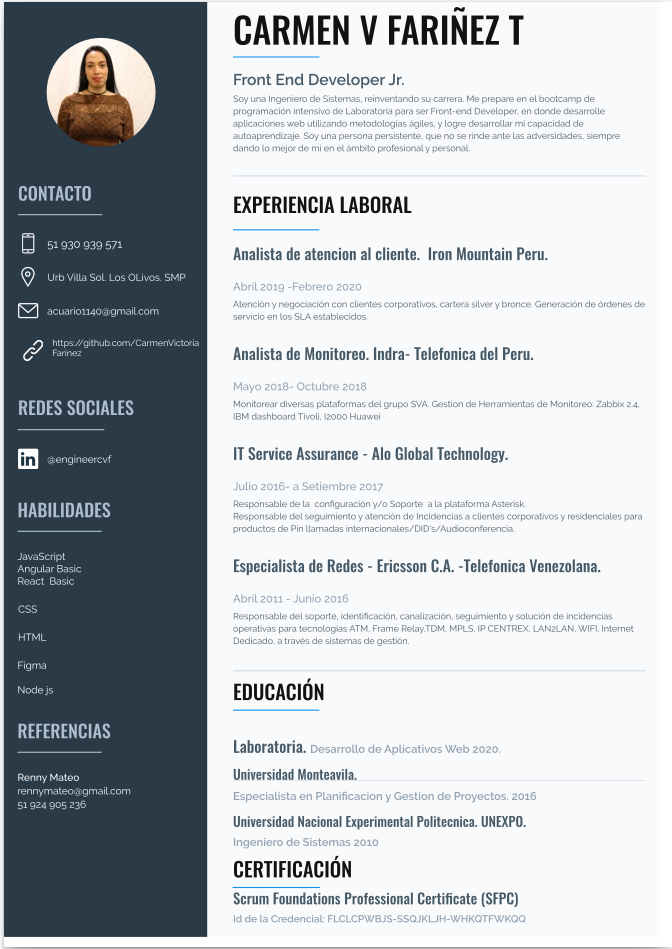 CARMEN V FARIÑEZ T
Front End Developer Jr.
Soy una Ingeniero de Sistemas, reinventando su carrera. Me prepare en el bootcamp de
programación intensivo de Laboratoria para ser Front-end Developer, en donde desarrolle
aplicaciones web utilizando metodologias ágiles, y logre desarrollar mi capacidad de
autoaprendizaje. Soy una persona persistente, que no se rinde ante las adversidades, siempre
dando lo mejor de mi en el ámbito profesional y personal.
CONTACTO
51 930 939 571
Urb Villa Sol. Los OLivos. SMP
acuario1140@gmail.com
https://github.com/CarmenVictoria
Farinez
REDES SOCIALES
@engineercvf
HABILIDADES
JavaScript
Angular Basic
React Basic
CSS
HTML
Figma
Node js
REFERENCIAS
Renny Mateo
rennymateo@gmail.com
51 924 905 236
EXPERIENCIA LABORAL
Analista de atencion al cliente. Iron Mountain Peru.
Abril 2019 -Febrero 2020
Atención y negociación con clientes corporativos, cartera silver y bronce. Generación de órdenes de
servicio en los SLA establecidos.
Analista de Monitoreo. Indra- Telefonica del Peru.
Mayo 2018- Octubre 2018
Monitorear diversas plataformas del grupo SVA. Gestion de Herramientas de Monitoreo: Zabbix 2.4,
IBM dashboard Tivoli, I2000 Huawei
IT Service Assurance - Alo Global Technology.
Julio 2016- a Setiembre 2017
Responsable de la configuración y/o Soporte a la plataforma Asterisk.
Responsable del seguimiento y atención de Incidencias a clientes corporativos y residenciales para
productos de Pin llamadas internacionales/DID's/Audioconferencia.
Especialista de Redes - Ericsson C.A. -Telefonica Venezolana.
Abril 2011 - Junio 2016
Responsable del soporte, identificación, canalización, seguimiento y solución de incidencias
operativas para tecnologías ATM, Frame Relay,TDM, MPLS, IP CENTREX, LAN2LAN, WIFI, Internet
Dedicado, a través de sistemas de gestión.
EDUCACIÓN
Laboratoria. Desarrollo de Aplicativos Web 2020.
Universidad Monteavila.
Especialista en Planificacion y Gestion de Proyectos. 2016
Universidad Nacional Experimental Politecnica. UNEXPO.
Ingeniero de Sistemas 2010
CERTIFICACIÓN
Scrum Foundations Professional Certificate (SFPC)
Id de la Credencial: FLCLCPWBJS-SSQJKLJH-WHKQTFWKQQ